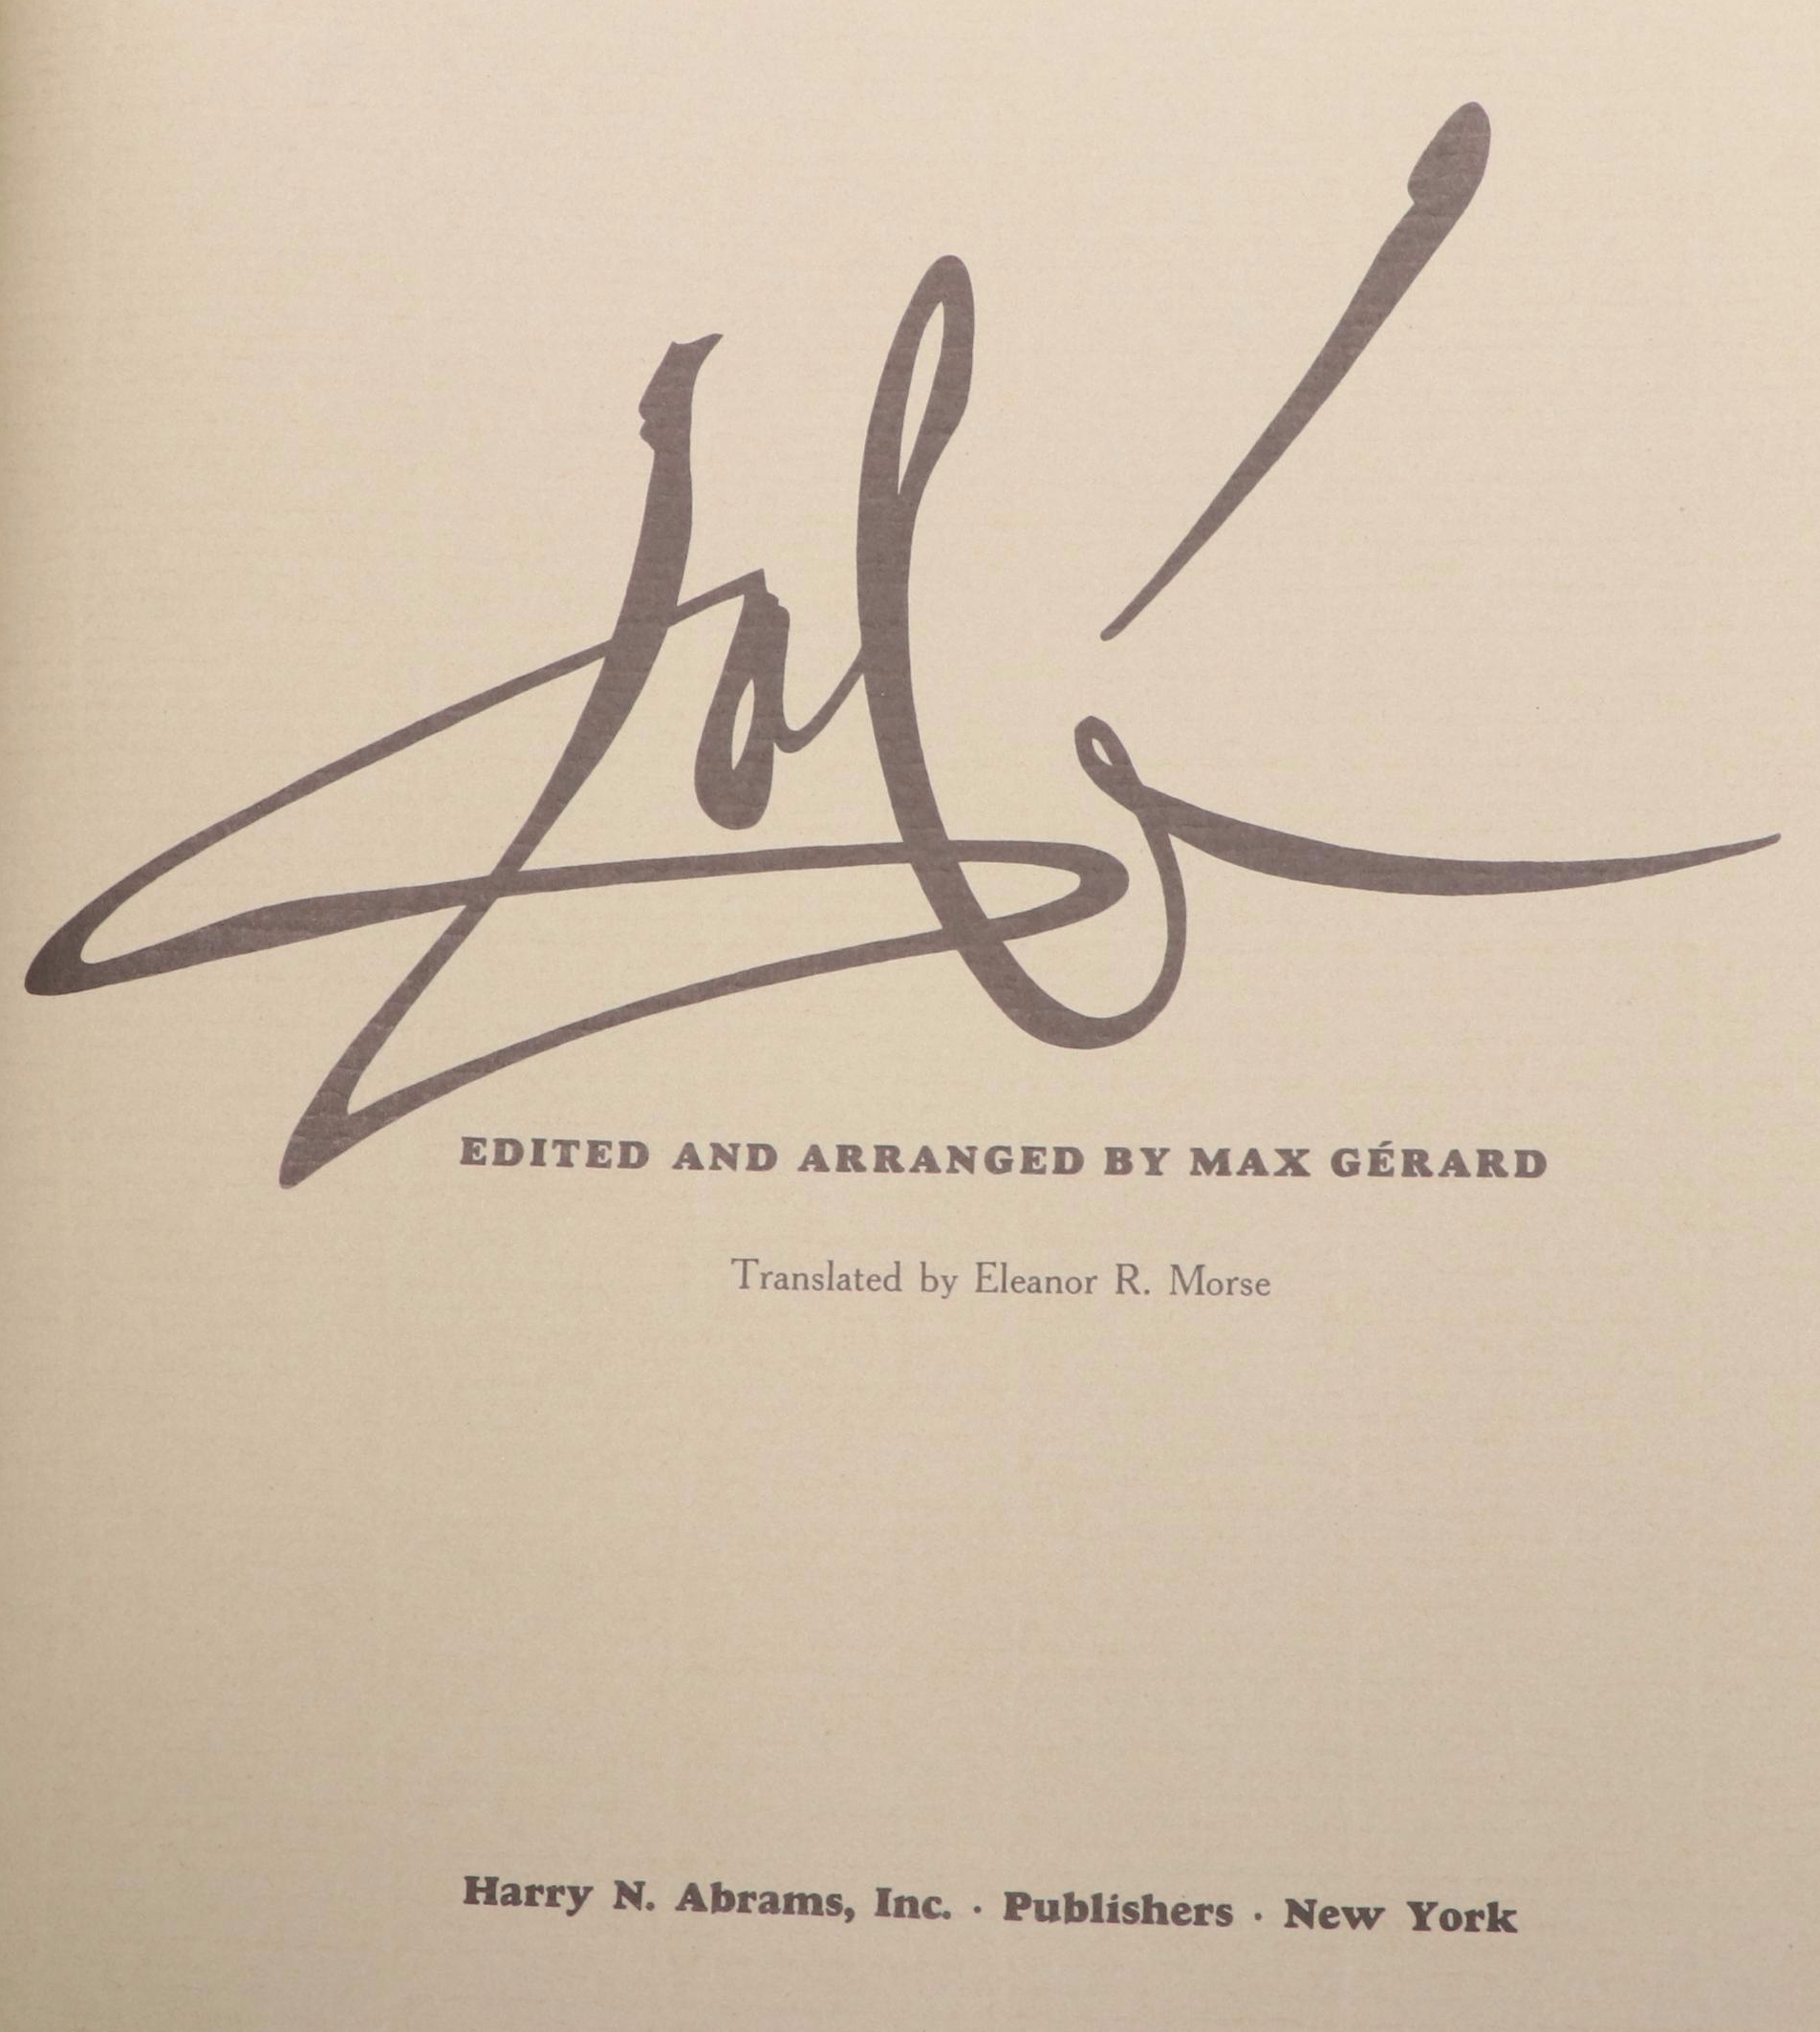 Dalí
EDITED AND ARRANGED BY MAX GÉRARD
Translated by Eleanor R. Morse
Harry N. Abrams, Inc. · Publishers · New York